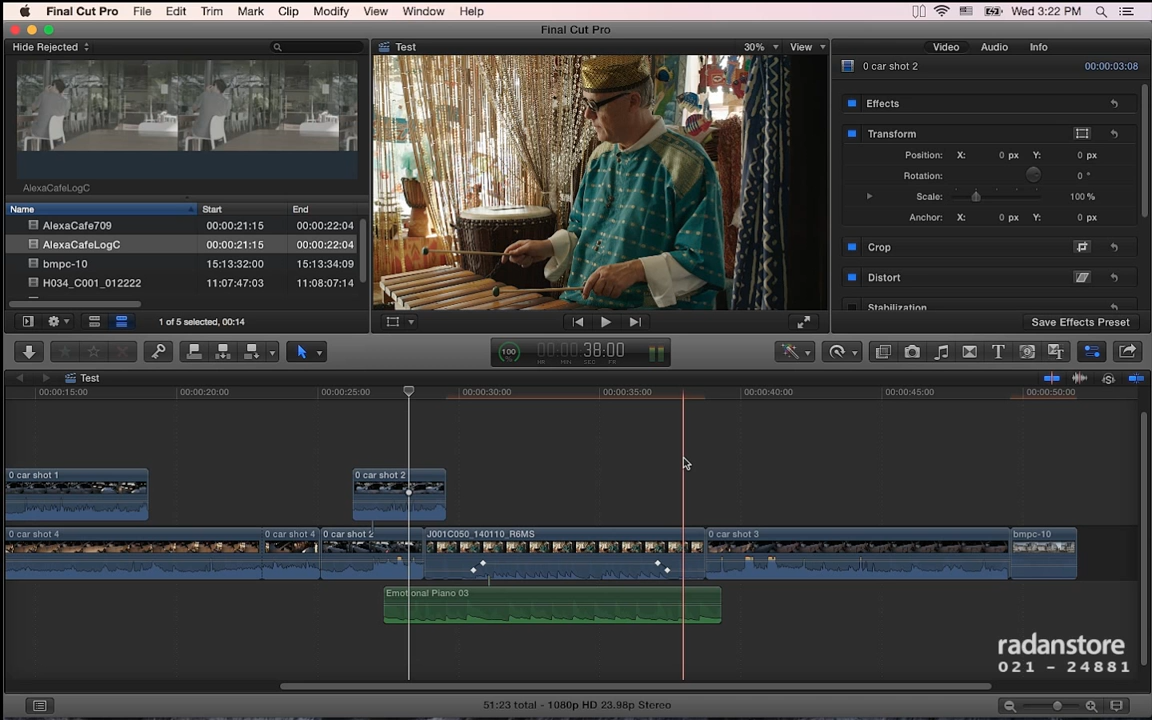 Final Cut Pro File Edit Trim Mark Clip Modify View Window Help Wed 3:22 PM
Final Cut Pro
Hide Rejected
Test 30% View
Video Audio Info
0 car shot 2 00:00:03:08
Effects
Transform
Position: X: 0 px Y: 0 px
Rotation: 0 °
Scale: 100 %
Anchor: X: 0 px Y: 0 px
Crop
Distort
Stabilization
Save Effects Preset
AlexaCafeLogC
Name Start End
AlexaCafe709 00:00:21:15 00:00:22:04
AlexaCafeLogC 00:00:21:15 00:00:22:04
bmpc-10 15:13:32:00 15:13:34:09
H034_C001_012222 11:07:47:03 11:08:07:14
1 of 5 selected, 00:14
100 00:00:38:00
HR MIN SEC FR
Test
00:00:15:00 00:00:20:00 00:00:25:00 00:00:30:00 00:00:35:00 00:00:40:00 00:00:45:00 00:00:50:00
0 car shot 1 0 car shot 2
0 car shot 4 0 car shot 4 0 car shot 2 J001C050_140110_R6MS 0 car shot 3 bmpc-10
Emotional Piano 03
radanstore
021 - 24881
51:23 total - 1080p HD 23.98p Stereo